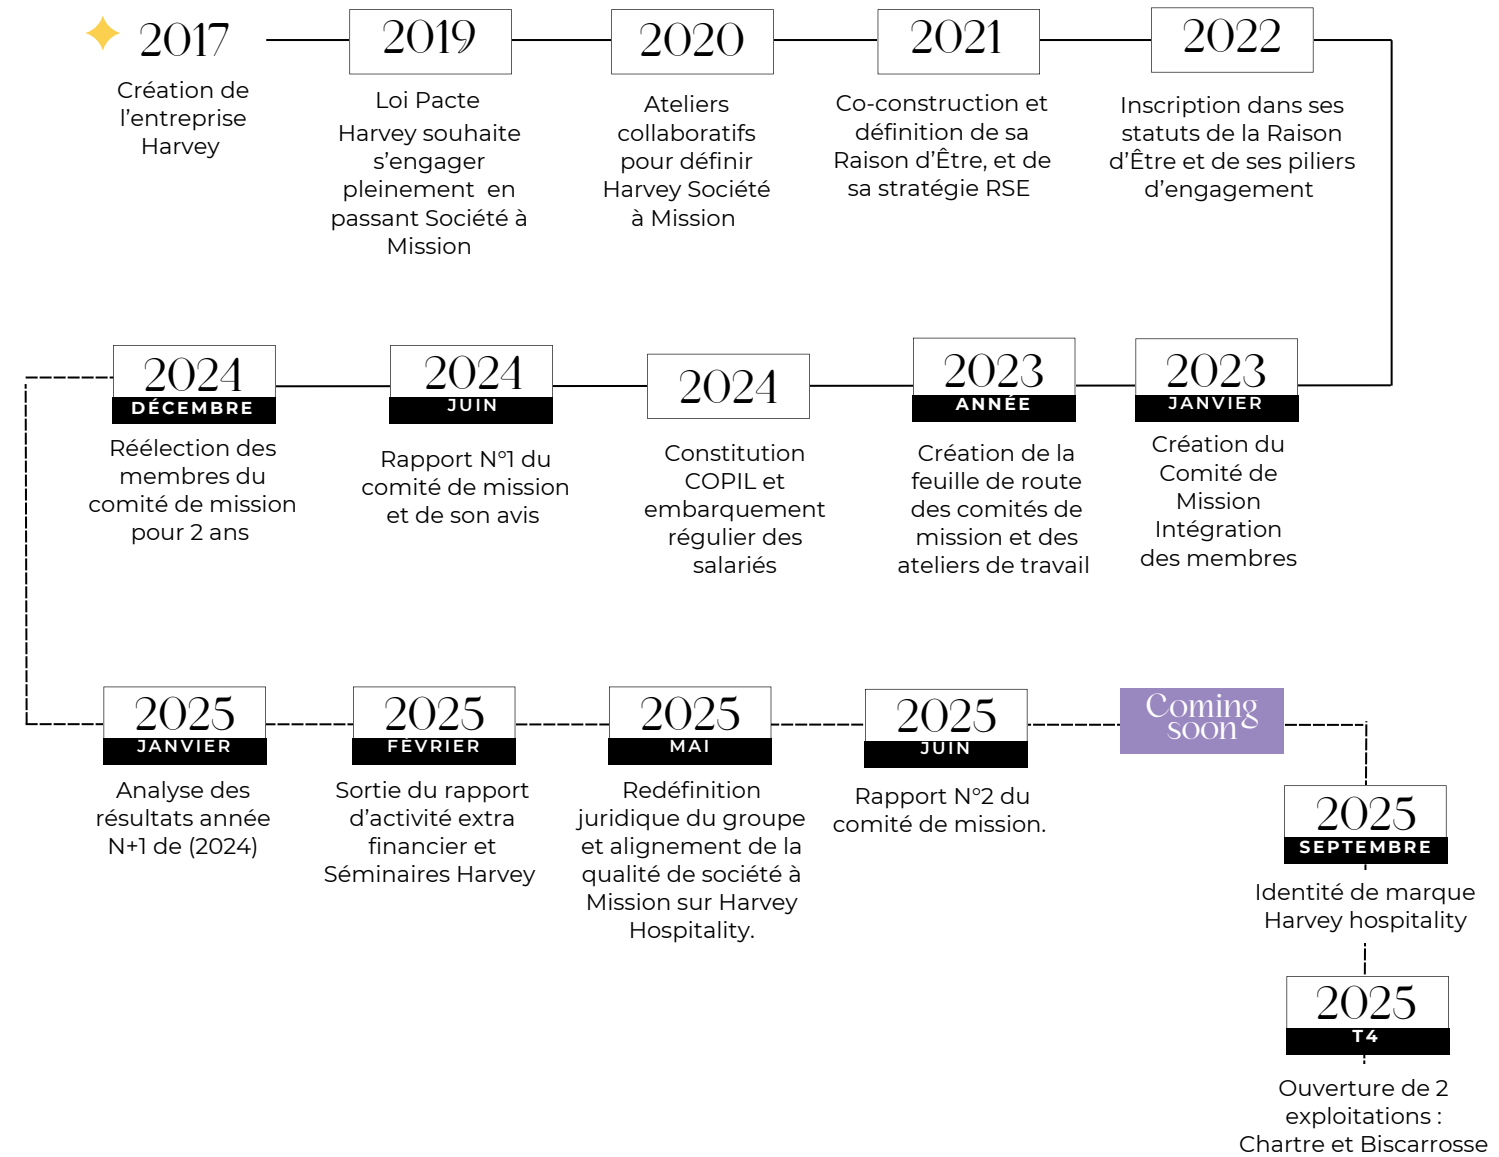 2017
Création de
l’entreprise
Harvey
2019
Loi Pacte
Harvey souhaite
s’engager
pleinement  en
passant Société à
Mission
2020
Ateliers
collaboratifs
pour définir
Harvey Société
à Mission
2021
Co-construction et
définition de sa
Raison d’Être, et de
sa stratégie RSE
2022
Inscription dans ses
statuts de la Raison
d’Être et de ses piliers
d’engagement
2023
JANVIER
Création du
Comité de
Mission
Intégration
des membres
2023
ANNÉE
Création de la
feuille de route
des comités de
mission et des
ateliers de travail
2024
Constitution
COPIL et
embarquement
régulier des
salariés
2024
JUIN
Rapport N°1 du
comité de mission
et de son avis
2024
DÉCEMBRE
Réélection des
membres du
comité de mission
pour 2 ans
2025
JANVIER
Analyse des
résultats année
N+1 de (2024)
2025
FÉVRIER
Sortie du rapport
d’activité extra
financier et
Séminaires Harvey
2025
MAI
Redéfinition
juridique du groupe
et alignement de la
qualité de société à
Mission sur Harvey
Hospitality.
2025
JUIN
Rapport N°2 du
comité de mission.
Coming
soon
2025
SEPTEMBRE
Identité de marque
Harvey hospitality
2025
T4
Ouverture de 2
exploitations :
Chartre et Biscarrosse